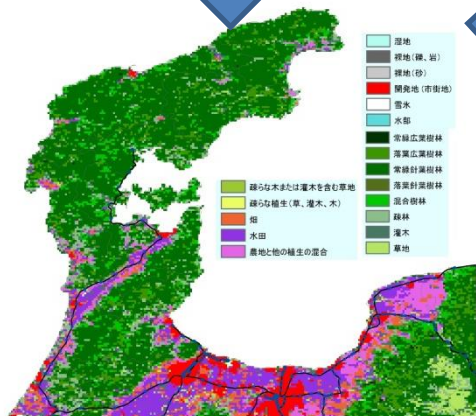 湿地
裸地(礫、岩)
裸地(砂)
開発地(市街地)
雪氷
水部
常緑広葉樹林
落葉広葉樹林
常緑針葉樹林
落葉針葉樹林
混合樹林
疎林
灌木
草地
疎らな木または灌木を含む草地
疎らな植生(草、灌木、木)
畑
水田
農地と他の植生の混合